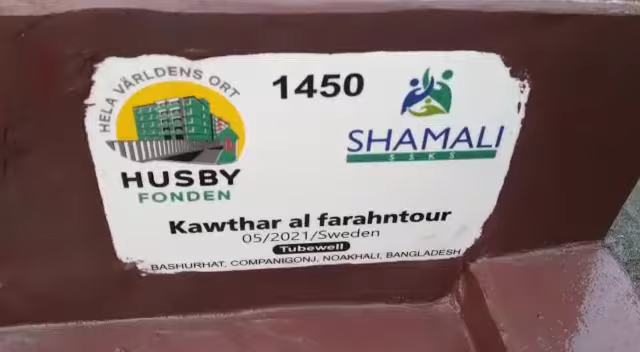 HELA VÄRLDENS ORT
HUSBY
FONDEN
1450
SHAMALI
SSKS
Kawthar al farahntour
05/2021/Sweden
Tubewell
BASHURHAT, COMPANIGONJ, NOAKHALI, BANGLADESH